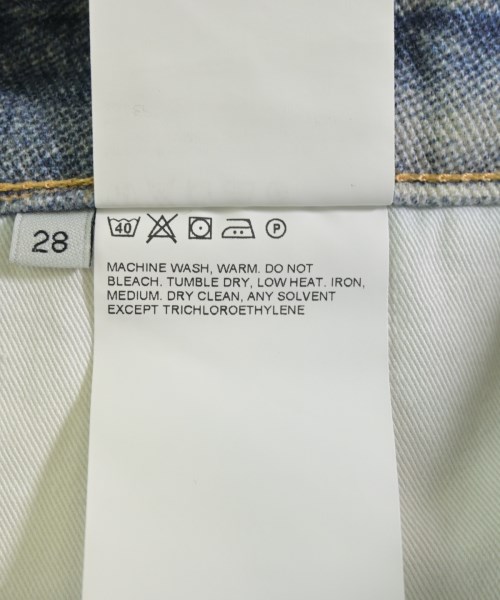 40 P
28
MACHINE WASH, WARM. DO NOT
BLEACH. TUMBLE DRY, LOW HEAT. IRON,
MEDIUM. DRY CLEAN, ANY SOLVENT
EXCEPT TRICHLOROETHYLENE